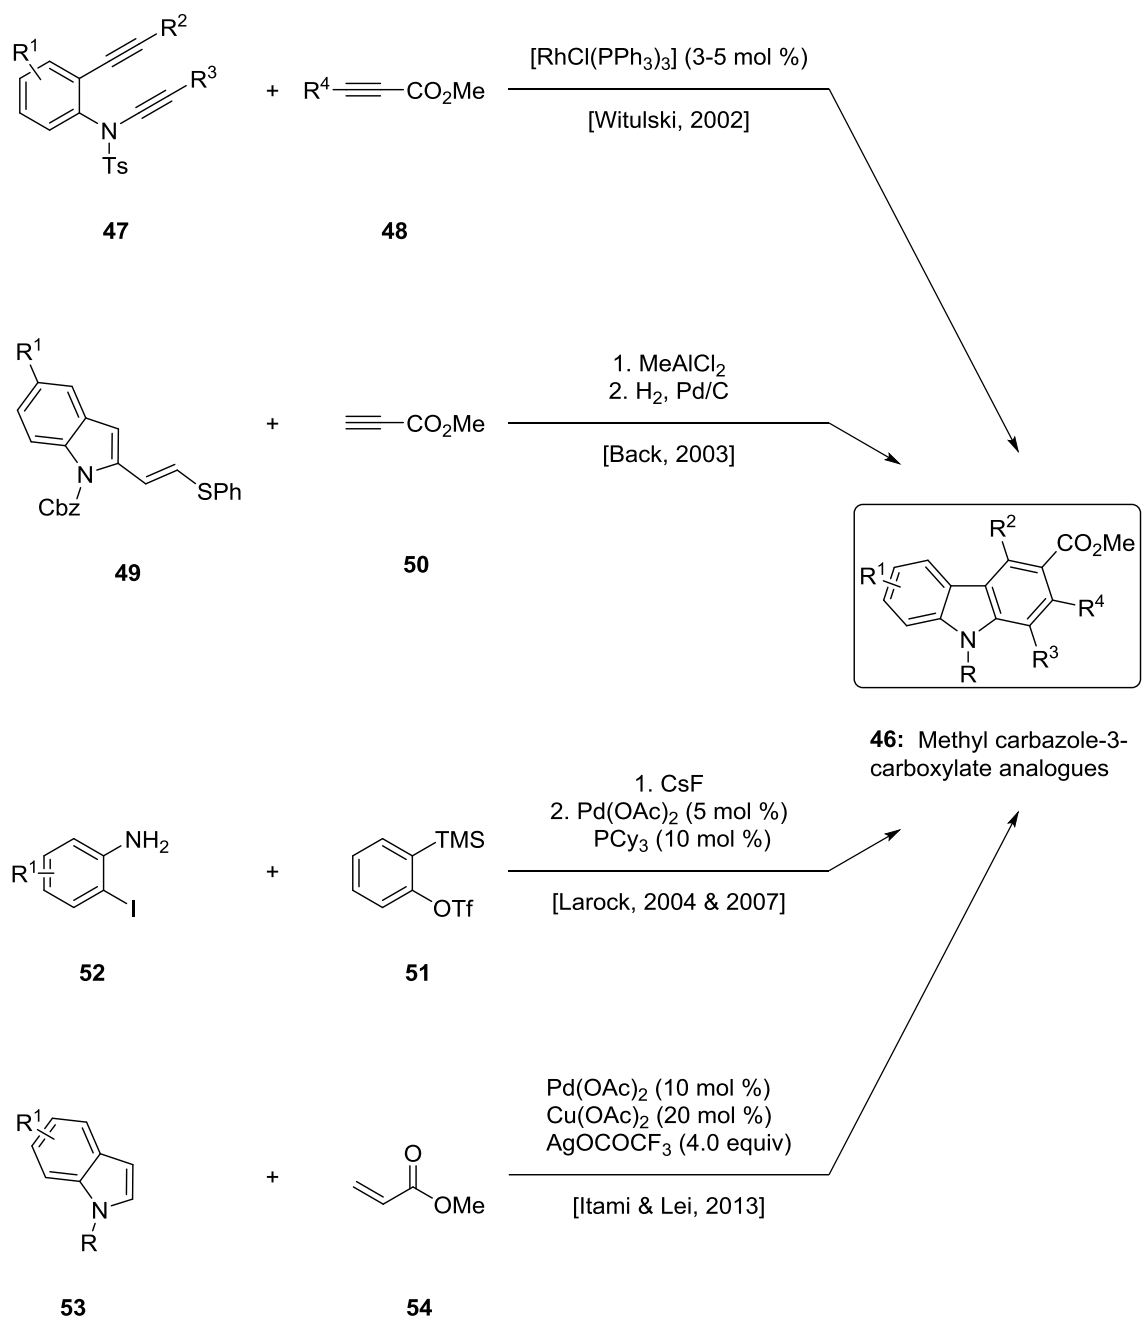 R² 
R¹
R³
N
Ts
+
R⁴
CO₂Me
[RhCl(PPh₃)₃] (3-5 mol %)
[Witulski, 2002]
47
48
R¹
N
Cbz
SPh
+
CO₂Me
1. MeAlCl₂
2. H₂, Pd/C
[Back, 2003]
49
50
R²
CO₂Me
R¹
R⁴
N
R³
R
46: Methyl carbazole-3-
carboxylate analogues
NH₂
R¹
I
+
TMS
OTf
1. CsF
2. Pd(OAc)₂ (5 mol %)
PCy₃ (10 mol %)
[Larock, 2004 & 2007]
52
51
R¹
N
R
+
O
OMe
Pd(OAc)₂ (10 mol %)
Cu(OAc)₂ (20 mol %)
AgOCOCF₃ (4.0 equiv)
[Itami & Lei, 2013]
53
54